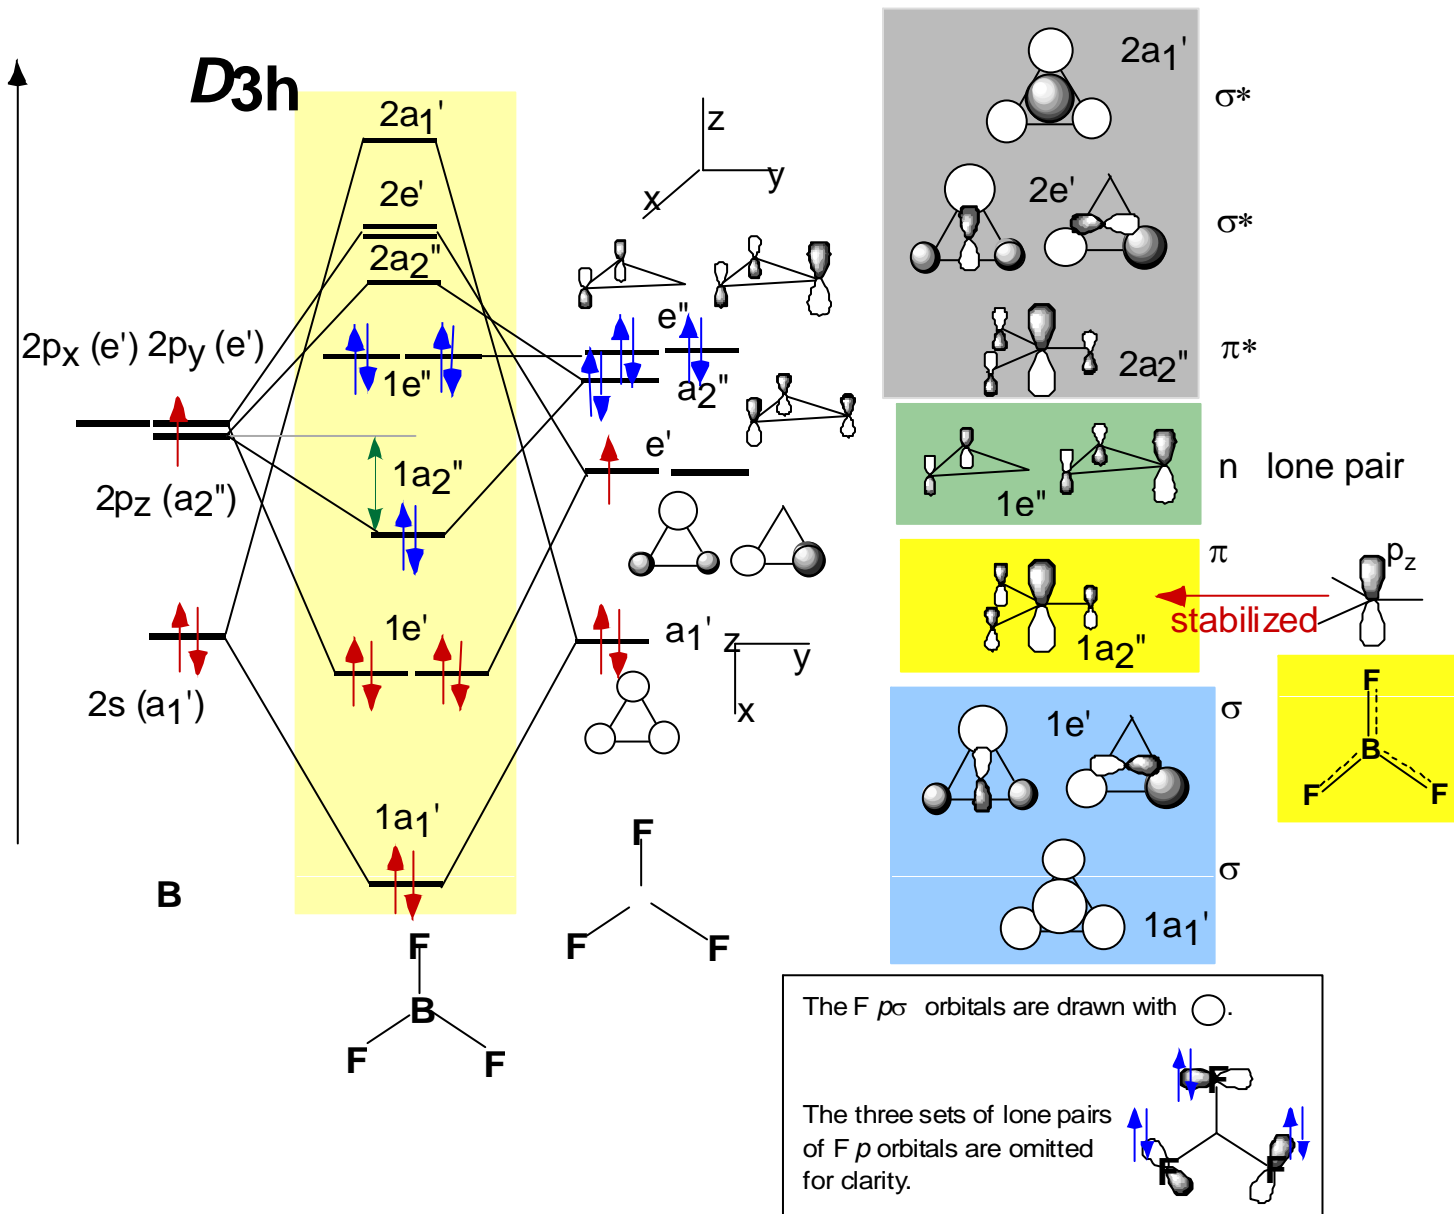 D3h
2a1'
2e'
2a2"
2px (e') 2py (e')
1e"
2pz (a2")
1a2"
2s (a1')
1e'
1a1'
B
z
y
x
e"
a2"
e'
a1'
z
y
x
F
F
F
F
B
F
F
2a1'
σ*
2e'
σ*
2a2"
π*
1e"
n lone pair
π
pz
stabilized
1a2"
F
B
F
F
1e'
σ
σ
1a1'
The F pσ orbitals are drawn with .
The three sets of lone pairs
of F p orbitals are omitted
for clarity.
F
F
F